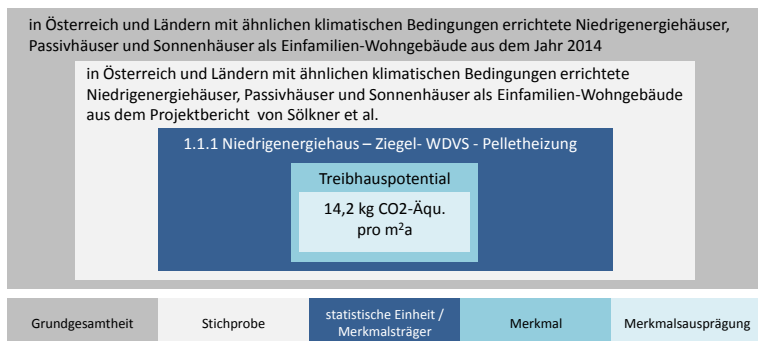 in Österreich und Ländern mit ähnlichen klimatischen Bedingungen errichtete Niedrigenergiehäuser,
Passivhäuser und Sonnenhäuser als Einfamilien-Wohngebäude aus dem Jahr 2014
in Österreich und Ländern mit ähnlichen klimatischen Bedingungen errichtete
Niedrigenergiehäuser, Passivhäuser und Sonnenhäuser als Einfamilien-Wohngebäude
aus dem Projektbericht von Sölkner et al.
1.1.1 Niedrigenergiehaus – Ziegel- WDVS - Pelletheizung
Treibhauspotential
14,2 kg CO2-Äqu.
pro m²a
Grundgesamtheit
Stichprobe
statistische Einheit /
Merkmalsträger
Merkmal
Merkmalsausprägung